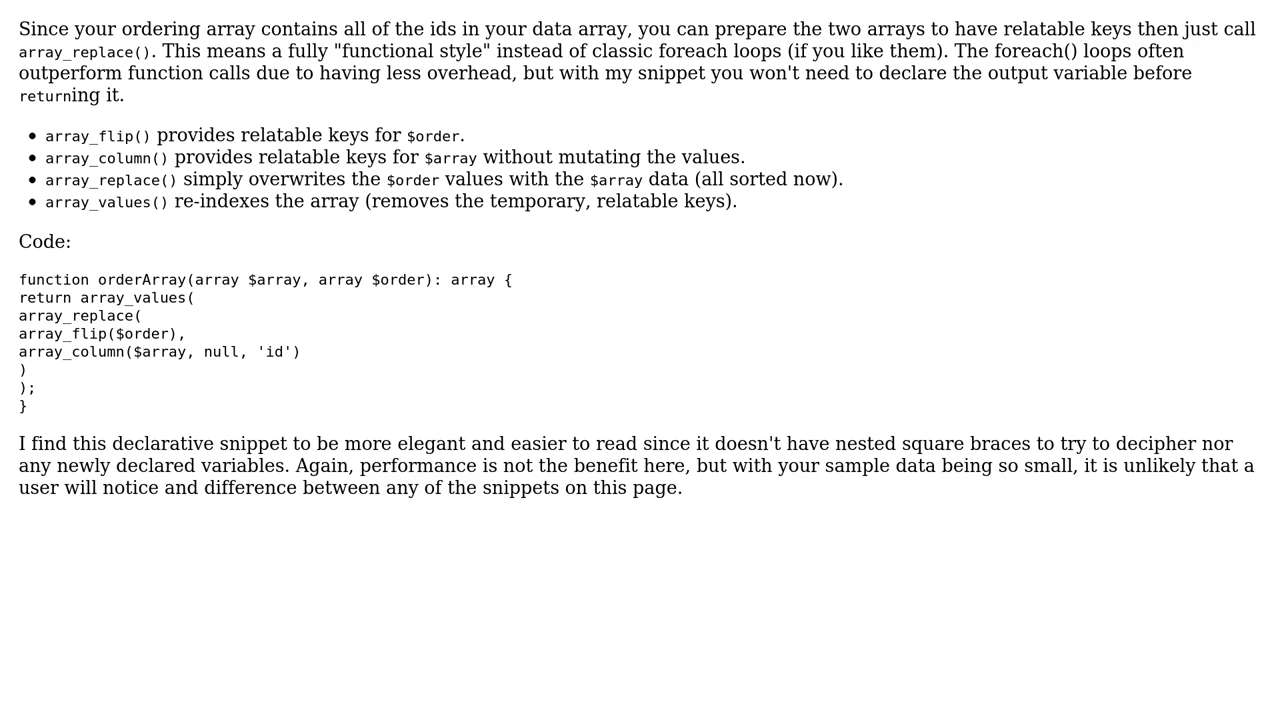 Since your ordering array contains all of the ids in your data array, you can prepare the two arrays to have relatable keys then just call
array_replace(). This means a fully "functional style" instead of classic foreach loops (if you like them). The foreach() loops often
outperform function calls due to having less overhead, but with my snippet you won't need to declare the output variable before
returning it.
• array_flip() provides relatable keys for $order.
• array_column() provides relatable keys for $array without mutating the values.
• array_replace() simply overwrites the $order values with the $array data (all sorted now).
• array_values() re-indexes the array (removes the temporary, relatable keys).
Code:
function orderArray(array $array, array $order): array {
return array_values(
array_replace(
array_flip($order),
array_column($array, null, 'id')
)
);
}
I find this declarative snippet to be more elegant and easier to read since it doesn't have nested square braces to try to decipher nor
any newly declared variables. Again, performance is not the benefit here, but with your sample data being so small, it is unlikely that a
user will notice and difference between any of the snippets on this page.